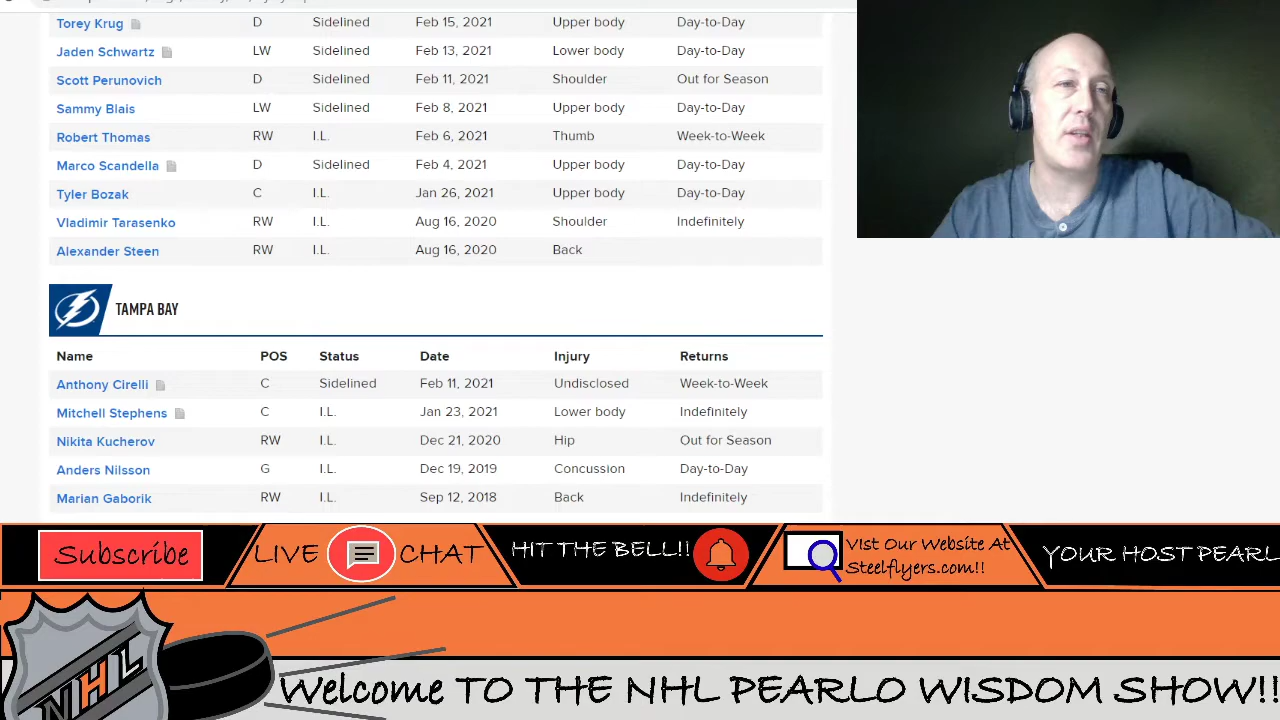 Torey Krug D Sidelined Feb 15, 2021 Upper body Day-to-Day
Jaden Schwartz LW Sidelined Feb 13, 2021 Lower body Day-to-Day
Scott Perunovich D Sidelined Feb 11, 2021 Shoulder Out for Season
Sammy Blais LW Sidelined Feb 8, 2021 Upper body Day-to-Day
Robert Thomas RW I.L. Feb 6, 2021 Thumb Week-to-Week
Marco Scandella D Sidelined Feb 4, 2021 Upper body Day-to-Day
Tyler Bozak C I.L. Jan 26, 2021 Upper body Day-to-Day
Vladimir Tarasenko RW I.L. Aug 16, 2020 Shoulder Indefinitely
Alexander Steen RW I.L. Aug 16, 2020 Back
TAMPA BAY
Name POS Status Date Injury Returns
Anthony Cirelli C Sidelined Feb 11, 2021 Undisclosed Week-to-Week
Mitchell Stephens C I.L. Jan 23, 2021 Lower body Indefinitely
Nikita Kucherov RW I.L. Dec 21, 2020 Hip Out for Season
Anders Nilsson G I.L. Dec 19, 2019 Concussion Day-to-Day
Marian Gaborik RW I.L. Sep 12, 2018 Back Indefinitely
Subscribe
LIVE CHAT
HIT THE BELL!!
VIst Our Website At
Steelflyers.com!!
YOUR HOST PEARL
NHL
Welcome TO THE NHL PEARLO WISDOM SHOW!!